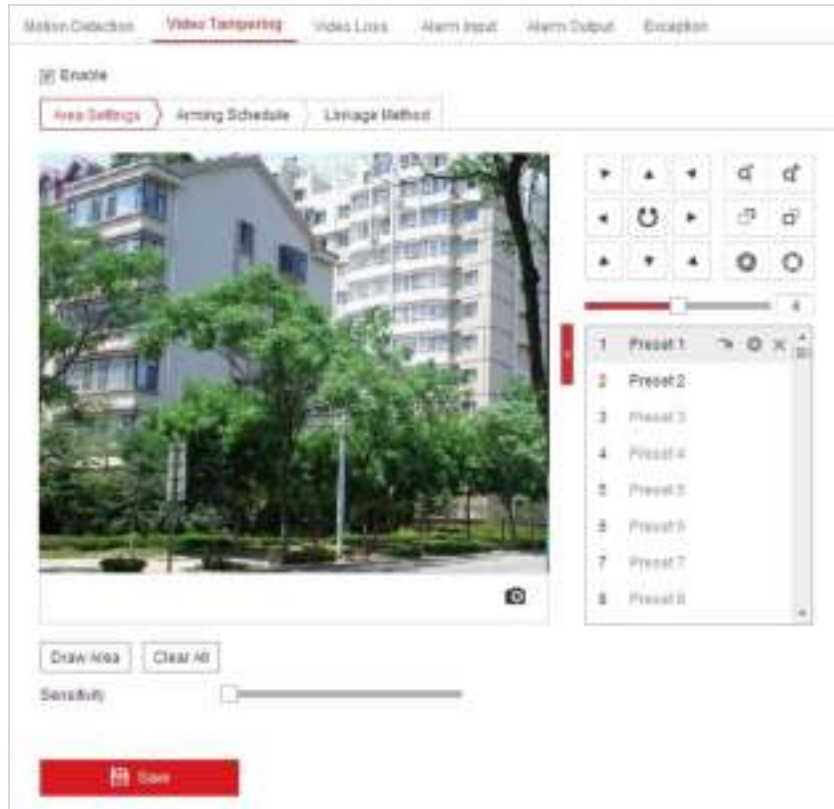 Motion Detection Video Tampering Video Loss Alarm Input Alarm Output Exception
Enable
Area Settings Arming Schedule Linkage Method
4
1 Preset 1
2 Preset 2
3 Preset 3
4 Preset 4
5 Preset 5
6 Preset 6
7 Preset 7
8 Preset 8
Draw Area Clear All
Sensitivity
Save